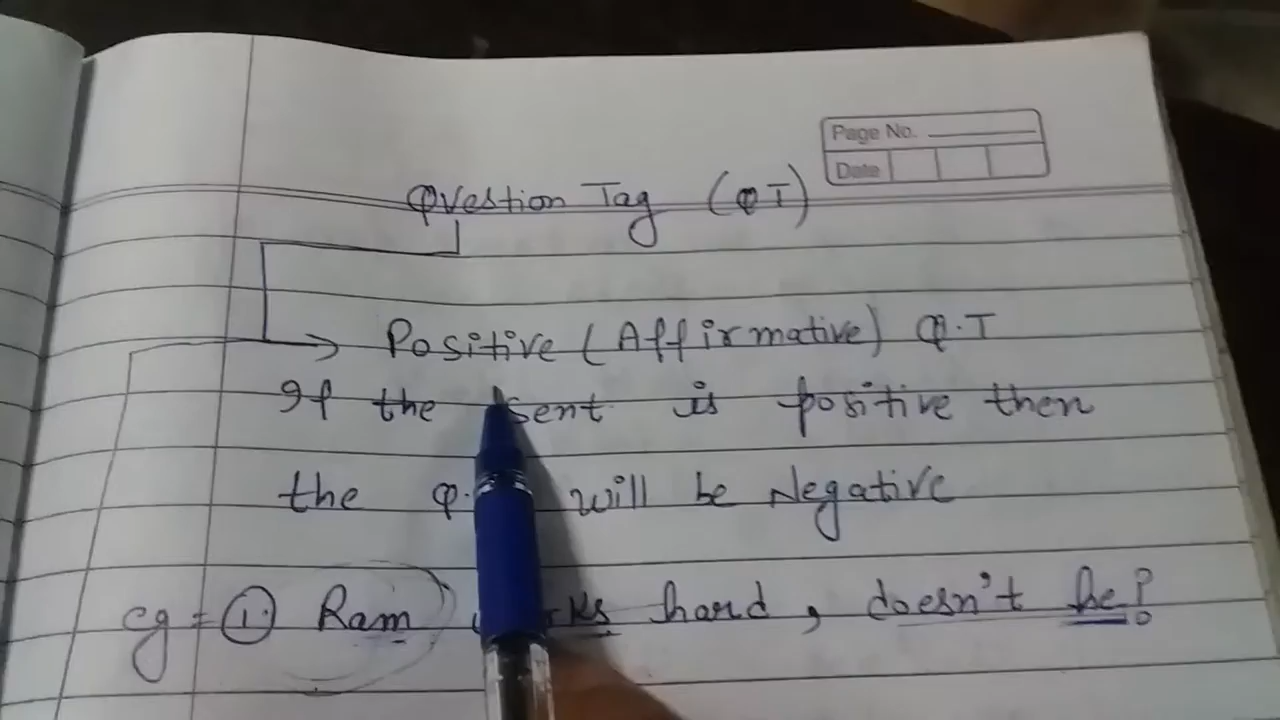 Page No.
Date
Question Tag (QT)
Positive (Affirmative) Q.T
If the sent. is positive then
the Q. will be Negative
eg = ① Ram hard, doesn't he?